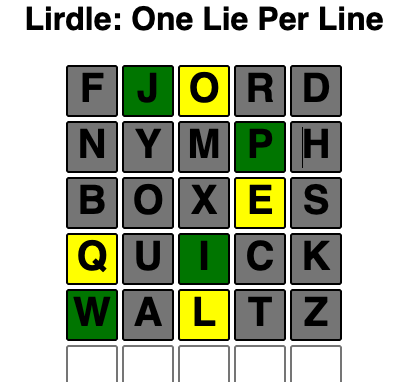 Lirdle: One Lie Per Line
F J O R D
N Y M P H
B O X E S
Q U I C K
W A L T Z